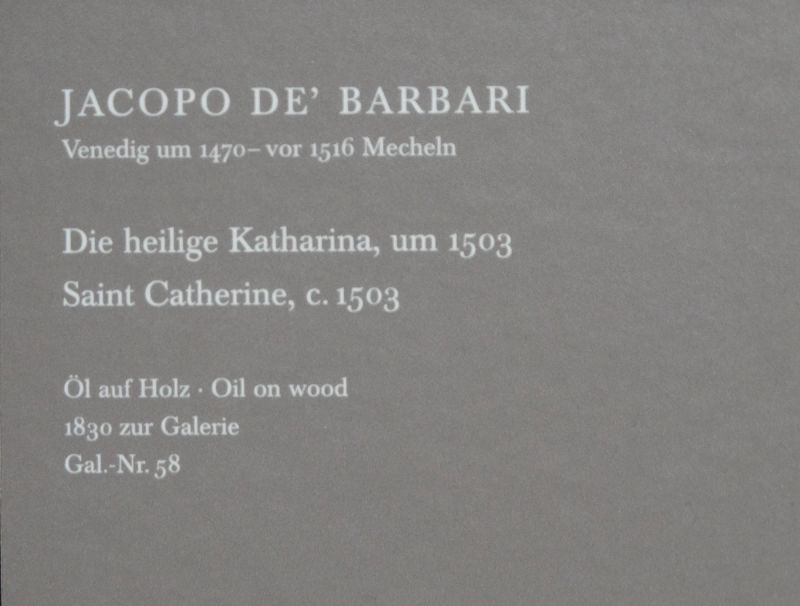 JACOPO DE’ BARBARI
Venedig um 1470–vor 1516 Mecheln
Die heilige Katharina, um 1503
Saint Catherine, c. 1503
Öl auf Holz · Oil on wood
1830 zur Galerie
Gal.-Nr. 58